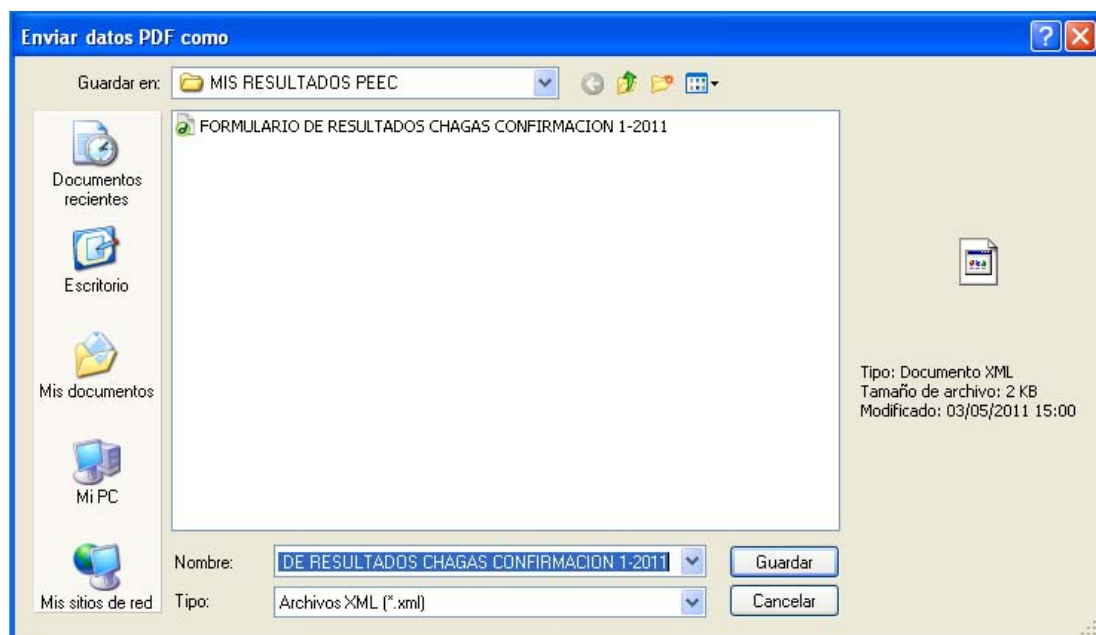 Enviar datos PDF como
Guardar en:
MIS RESULTADOS PEEC
FORMULARIO DE RESULTADOS CHAGAS CONFIRMACION 1-2011
Documentos
recientes
Escritorio
Mis documentos
Mi PC
Mis sitios de red
Tipo: Documento XML
Tamaño de archivo: 2 KB
Modificado: 03/05/2011 15:00
Nombre:
DE RESULTADOS CHAGAS CONFIRMACION 1-2011
Guardar
Tipo:
Archivos XML (*.xml)
Cancelar